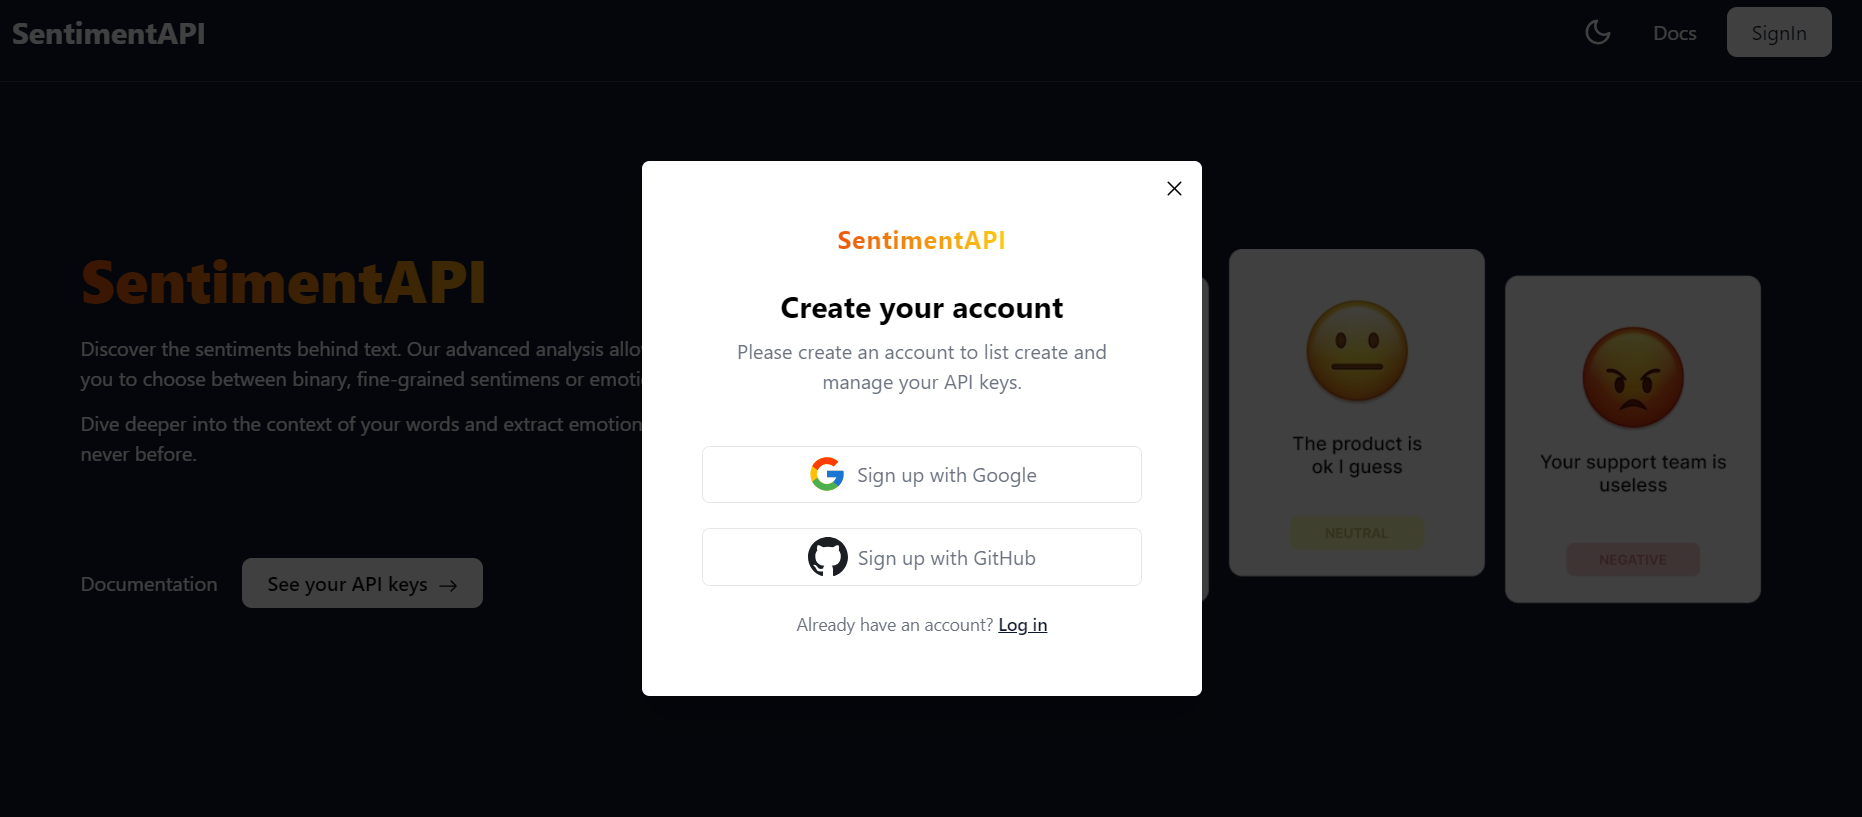 SentimentAPI
Docs
SignIn
SentimentAPI
Discover the sentiments behind text. Our advanced analysis allo
you to choose between binary, fine-grained sentimens or emoti
Dive deeper into the context of your words and extract emotion
never before.
Documentation
See your API keys →
SentimentAPI
Create your account
Please create an account to list create and
manage your API keys.
Sign up with Google
Sign up with GitHub
Already have an account? Log in
The product is
ok I guess
NEUTRAL
Your support team is
useless
NEGATIVE